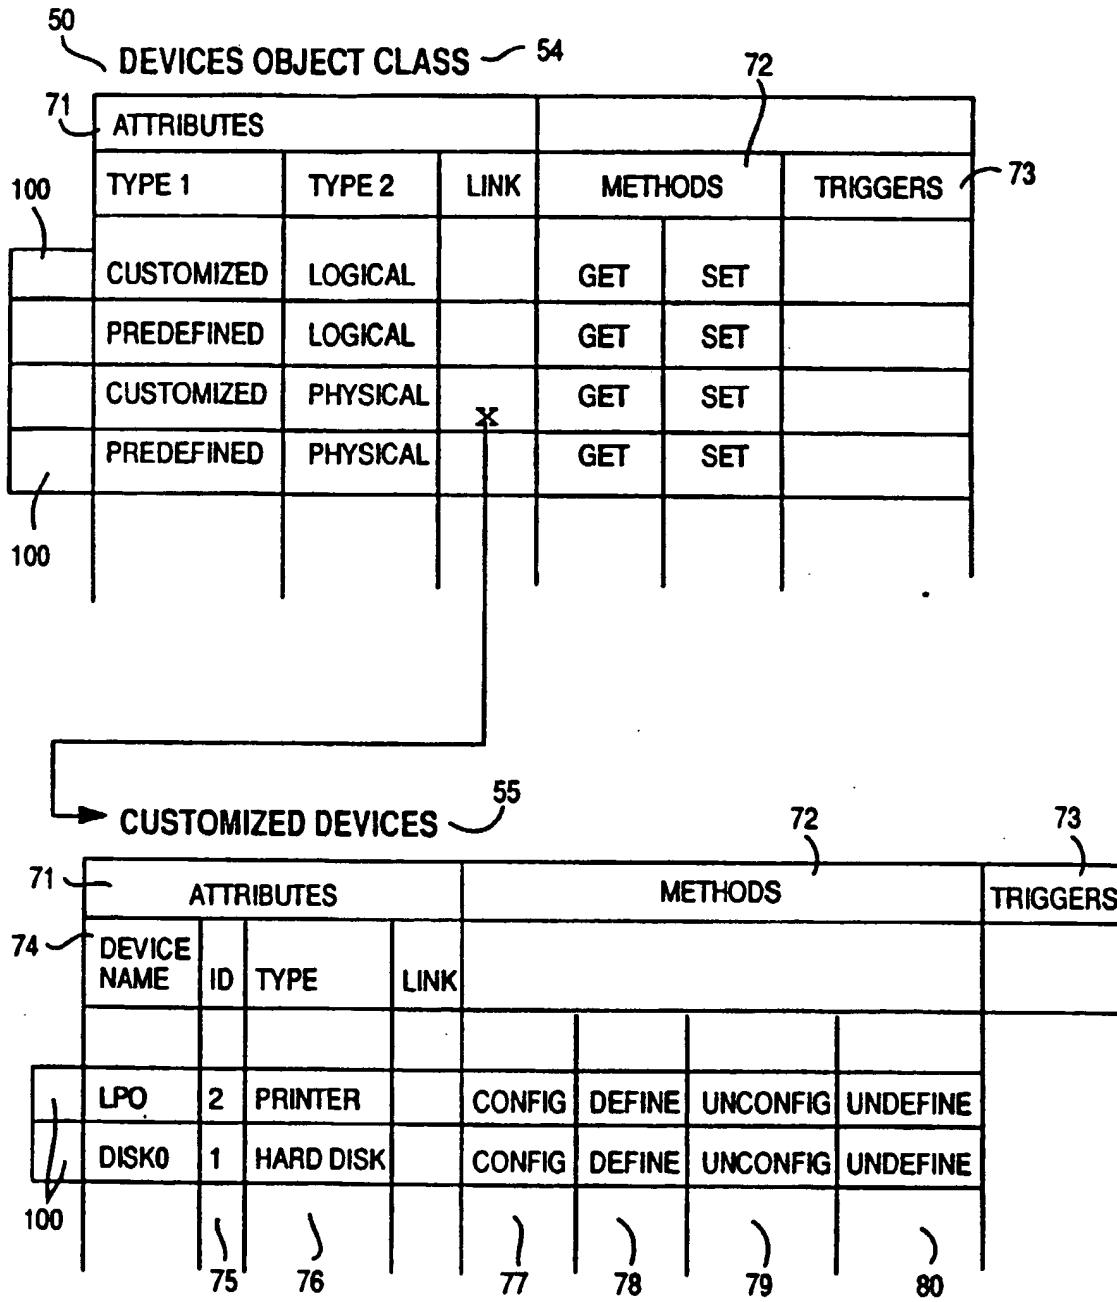 50
DEVICES OBJECT CLASS 54
72
71 ATTRIBUTES
TYPE 1 TYPE 2 LINK METHODS TRIGGERS 73
100
CUSTOMIZED LOGICAL GET SET
PREDEFINED LOGICAL GET SET
CUSTOMIZED PHYSICAL GET SET
X
PREDEFINED PHYSICAL GET SET
100
CUSTOMIZED DEVICES 55
72 73
71 ATTRIBUTES METHODS TRIGGERS
74 DEVICE
NAME ID TYPE LINK
LPO 2 PRINTER CONFIG DEFINE UNCONFIG UNDEFINE
DISK0 1 HARD DISK CONFIG DEFINE UNCONFIG UNDEFINE
100
75 76 77 78 79 80